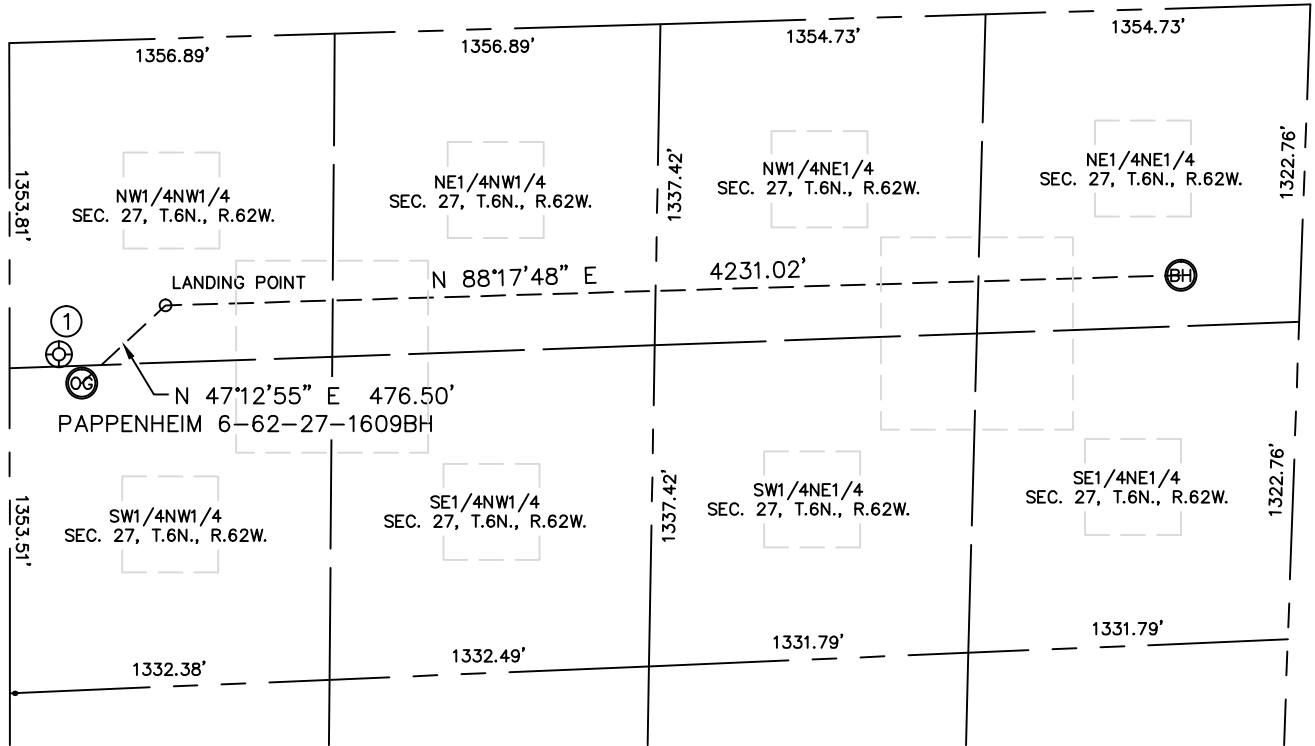 1356.89'
1356.89'
1354.73'
1354.73'
1353.81'
NW1/4NW1/4
SEC. 27, T.6N., R.62W.
NE1/4NW1/4
SEC. 27, T.6N., R.62W.
1337.42'
NW1/4NE1/4
SEC. 27, T.6N., R.62W.
NE1/4NE1/4
SEC. 27, T.6N., R.62W.
1322.76'
LANDING POINT
N 88°17'48" E
4231.02'
BH
1
OG
N 47°12'55" E 476.50'
PAPPENHEIM 6-62-27-1609BH
1353.51'
SW1/4NW1/4
SEC. 27, T.6N., R.62W.
SE1/4NW1/4
SEC. 27, T.6N., R.62W.
1337.42'
SW1/4NE1/4
SEC. 27, T.6N., R.62W.
SE1/4NE1/4
SEC. 27, T.6N., R.62W.
1322.76'
1332.38'
1332.49'
1331.79'
1331.79'